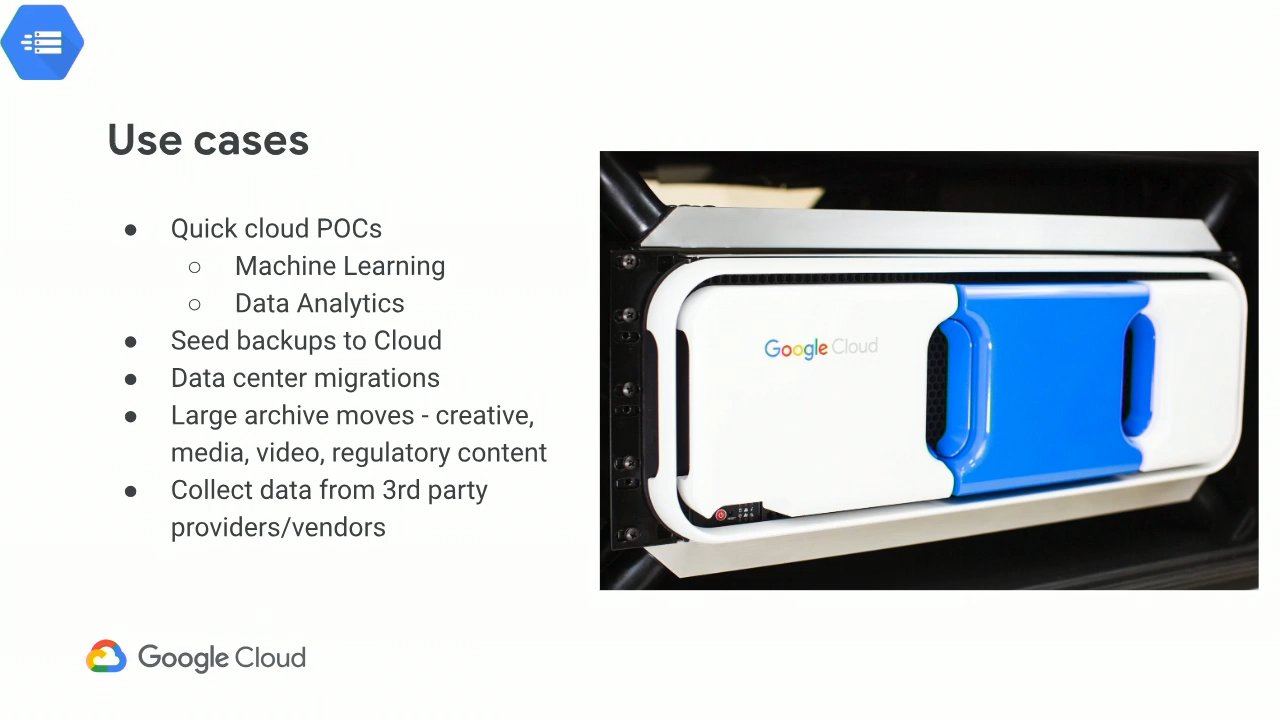 Use cases
● Quick cloud POCs
○ Machine Learning
○ Data Analytics
● Seed backups to Cloud
● Data center migrations
● Large archive moves - creative,
media, video, regulatory content
● Collect data from 3rd party
providers/vendors
Google Cloud
Google Cloud